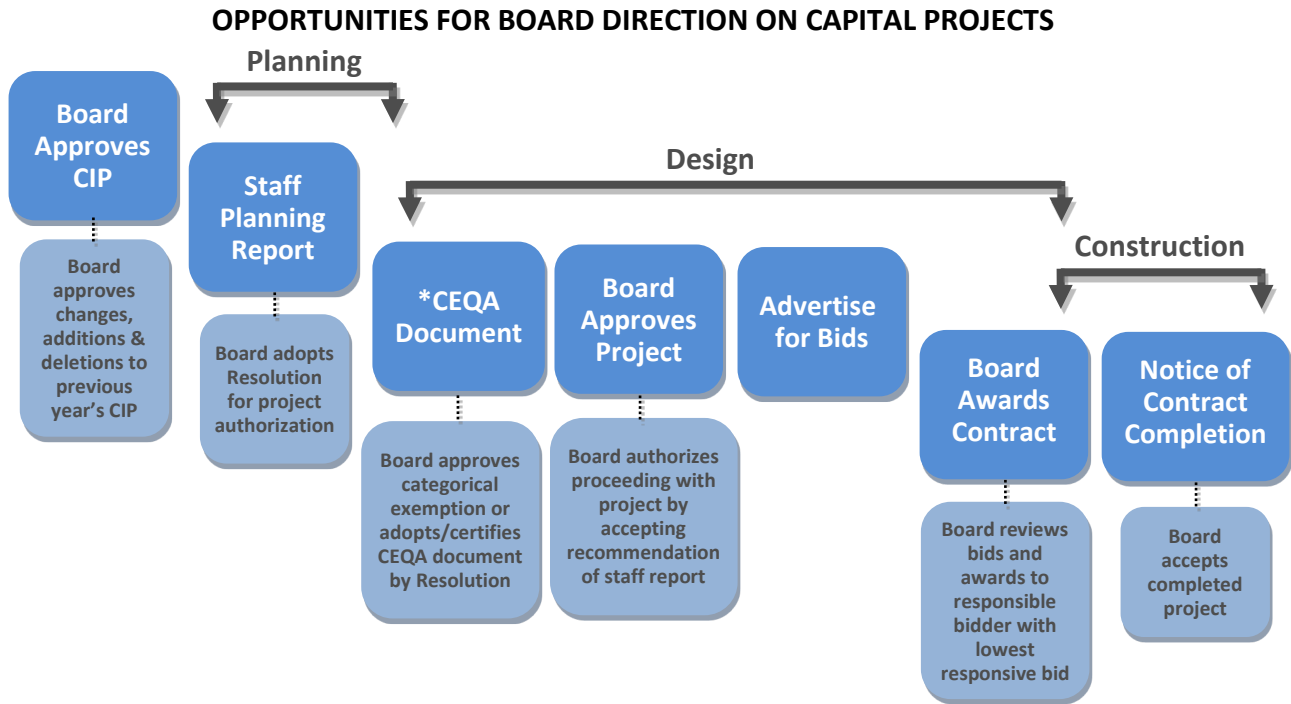 OPPORTUNITIES FOR BOARD DIRECTION ON CAPITAL PROJECTS
Planning
Board
Approves
CIP
Board
approves
changes,
additions &
deletions to
previous
year's CIP
Staff
Planning
Report
Board adopts
Resolution
for project
authorization
Design
*CEQA
Document
Board approves
categorical
exemption or
adopts/certifies
CEQA document
by Resolution
Board
Approves
Project
Board authorizes
proceeding with
project by
accepting
recommendation
of staff report
Advertise
for Bids
Construction
Board
Awards
Contract
Board reviews
bids and
awards to
responsible
bidder with
lowest
responsive bid
Notice of
Contract
Completion
Board
accepts
completed
project